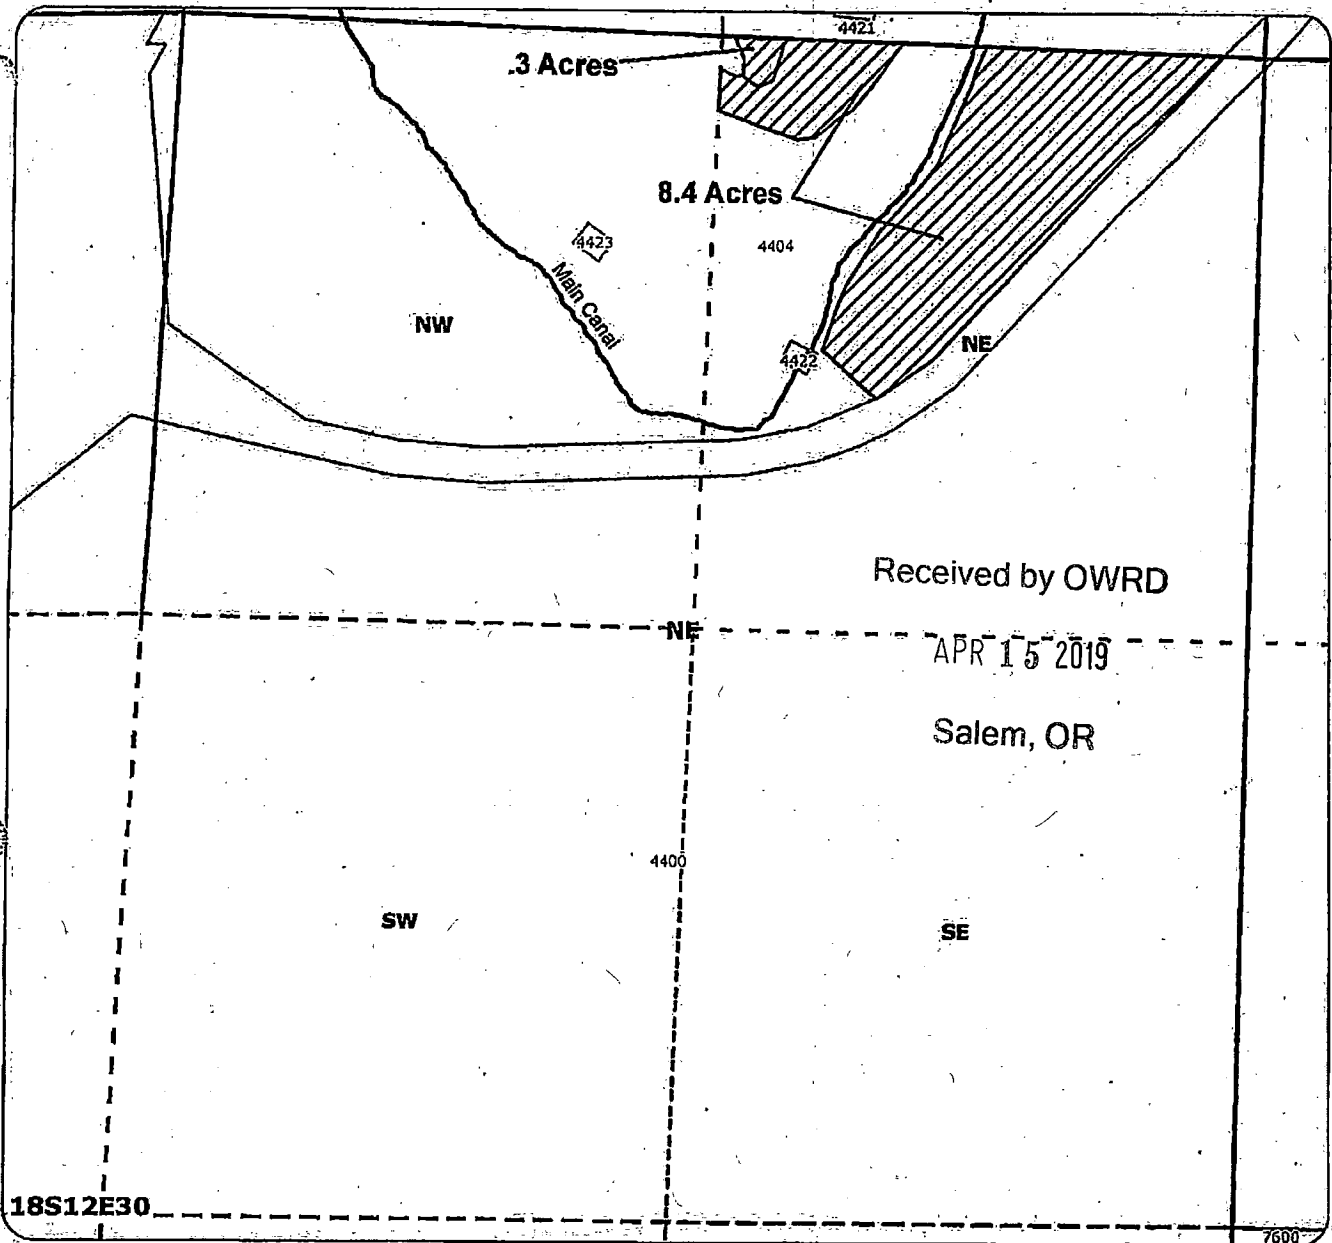 4421
.3 Acres
8.4 Acres
4423
4404
Main Canal
NW
NE
4422
Received by OWRD
NE
APR 15 2019
Salem, OR
4400
SW
SE
18S12E30
7600